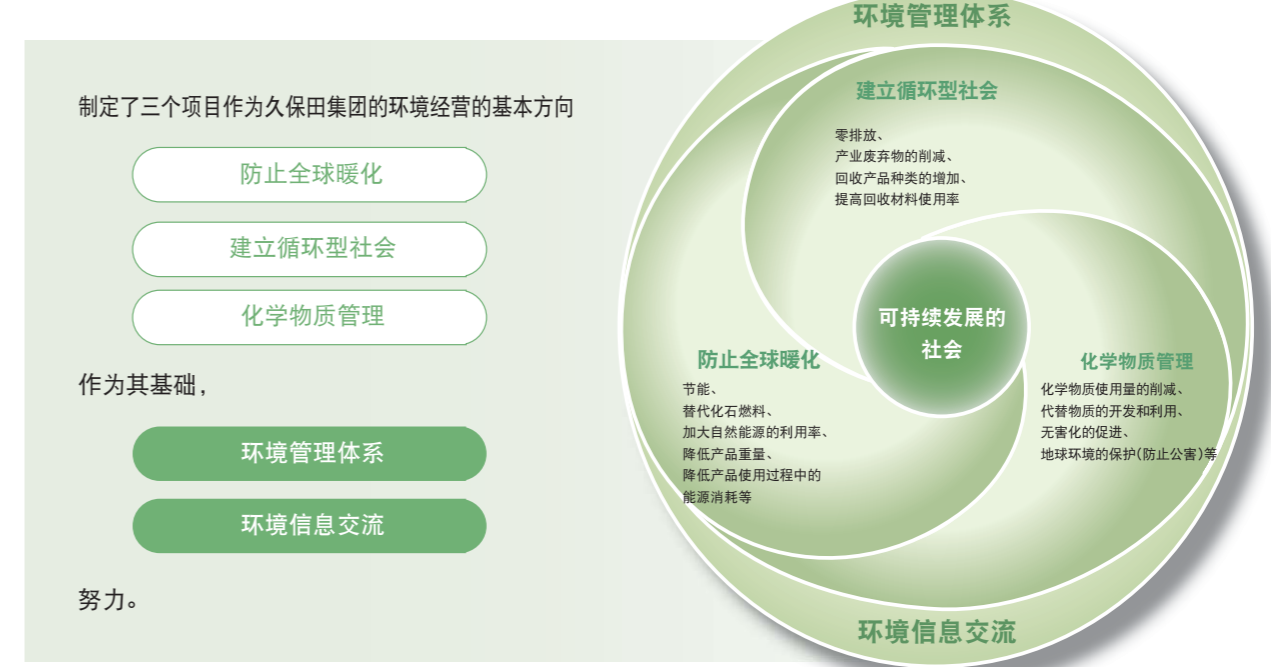 制定了三个项目作为久保田集团的环境经营的基本方向
防止全球暖化
建立循环型社会
化学物质管理
作为其基础，
环境管理体系
环境信息交流
努力。
环境管理体系
建立循环型社会
零排放、
产业废弃物的削减、
回收产品种类的增加、
提高回收材料使用率
可持续发展的
社会
防止全球暖化
节能、
替代化石燃料、
加大自然能源的利用率、
降低产品重量、
降低产品使用过程中的
能源消耗等
化学物质管理
化学物质使用量的削减、
代替物质的开发和利用、
无害化的促进、
地球环境的保护(防止公害)等
环境信息交流